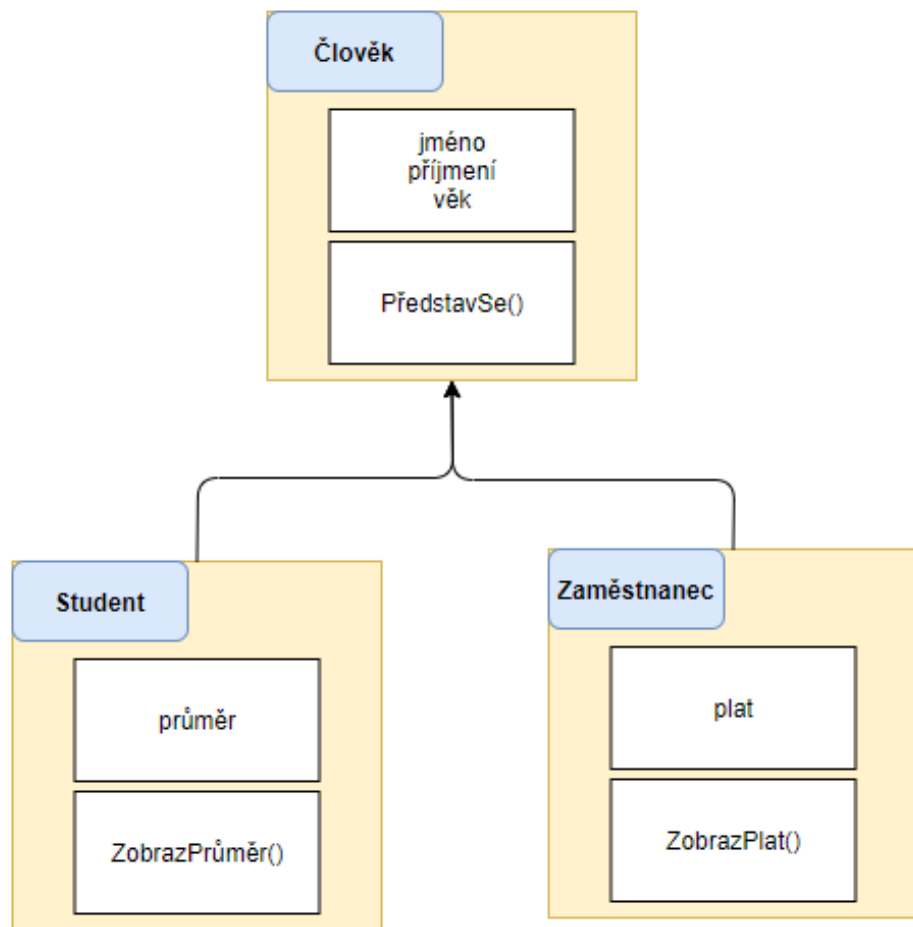 Člověk
jméno
příjmení
věk
PředstavSe()
Student
průměr
ZobrazPrůměr()
Zaměstnanec
plat
ZobrazPlat()